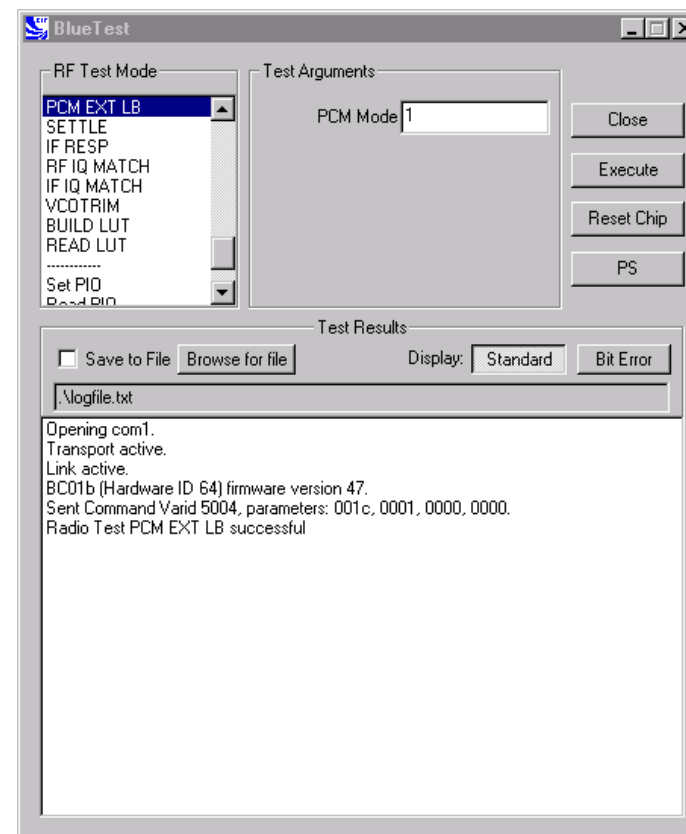 BlueTest
RF Test Mode
PCM EXT LB
SETTLE
IF RESP
RF IQ MATCH
IF IQ MATCH
VCOTRIM
BUILD LUT
READ LUT
------------
Set PIO
Read PIO
Test Arguments
PCM Mode 1
Close
Execute
Reset Chip
PS
Test Results
Save to File Browse for file Display: Standard Bit Error
.\logfile.txt
Opening com1.
Transport active.
Link active.
BC01b (Hardware ID 64) firmware version 47.
Sent Command Varid 5004, parameters: 001c, 0001, 0000, 0000.
Radio Test PCM EXT LB successful